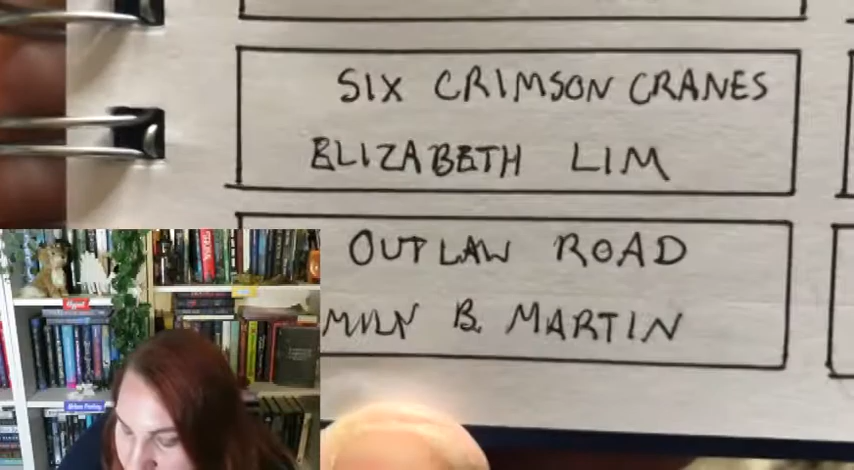 SIX CRIMSON CRANES
ELIZABETH LIM
OUTLAW ROAD
B. MARTIN